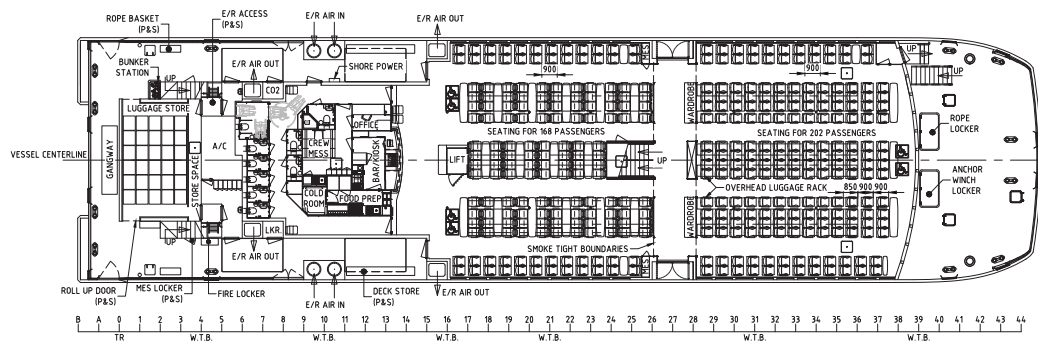 ROPE BASKET
(P&S)
E/R ACCESS
(P&S)
E/R AIR IN
E/R AIR OUT
BUNKER
STATION
UP
E/R AIR OUT
CO2
SHORE POWER
MES
900
900
UP
UP
LUGGAGE STORE
WARDROBE
ROPE
LOCKER
OFFICE
SEATING FOR 168 PASSENGERS
SEATING FOR 202 PASSENGERS
A/C
CREW
MESS
VESSEL CENTERLINE
GANGWAY
STORE SPACE
BAR/KIOSK
LIFT
UP
ANCHOR
WINCH
LOCKER
COLD
ROOM
FOOD PREP
OVERHEAD LUGGAGE RACK
850 900 900
WARDROBE
UP
LKR.
SMOKE TIGHT BOUNDARIES
E/R AIR OUT
MES
ROLL UP DOOR
(P&S)
MES LOCKER
(P&S)
FIRE LOCKER
E/R AIR IN
DECK STORE
(P&S)
E/R AIR OUT
B A 0 1 2 3 4 5 6 7 8 9 10 11 12 13 14 15 16 17 18 19 20 21 22 23 24 25 26 27 28 29 30 31 32 33 34 35 36 37 38 39 40 41 42 43 44
TR W.T.B. W.T.B. W.T.B. W.T.B. W.T.B. W.T.B. W.T.B.